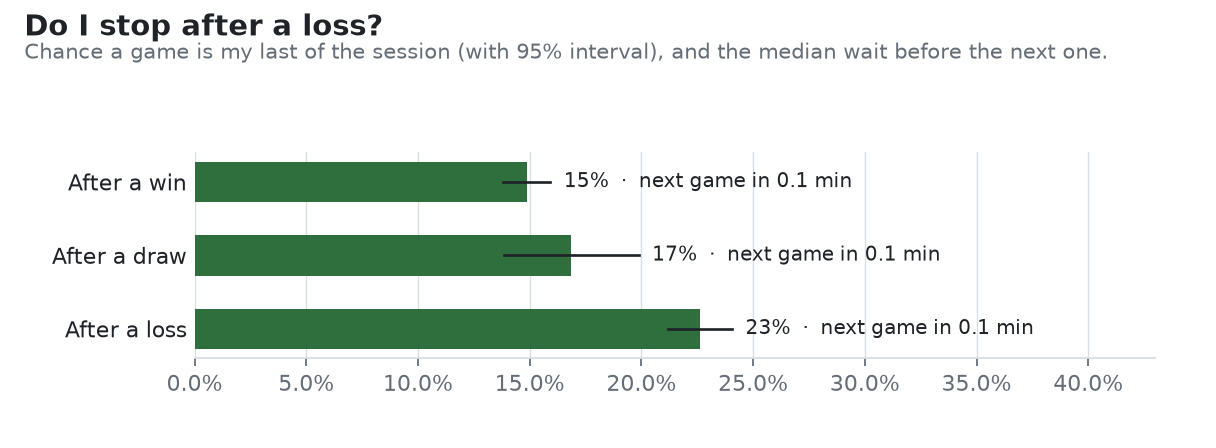 Do I stop after a loss?
Chance a game is my last of the session (with 95% interval), and the median wait before the next one.
After a win
15% · next game in 0.1 min
After a draw
17% · next game in 0.1 min
After a loss
23% · next game in 0.1 min
0.0% 5.0% 10.0% 15.0% 20.0% 25.0% 30.0% 35.0% 40.0%